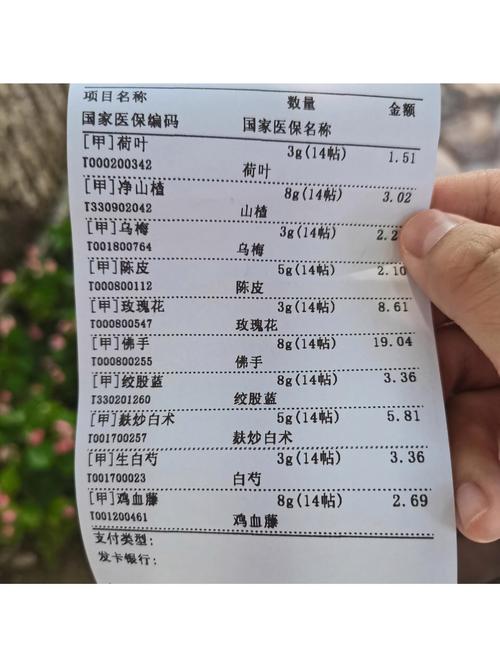 项目名称 数量 金额
国家医保编码 国家医保名称
[甲]荷叶 3g(14帖) 1.51
T000200342 荷叶
[甲]净山楂 8g(14帖) 3.02
T330902042 山楂
[甲]乌梅 3g(14帖) 2.2
T001800764 乌梅
[甲]陈皮 5g(14帖) 2.10
T000800112 陈皮
[甲]玫瑰花 3g(14帖) 8.61
T000800547 玫瑰花
[甲]佛手 8g(14帖) 19.04
T000800255 佛手
[甲]绞股蓝 8g(14帖) 3.36
T330201260 绞股蓝
[甲]麸炒白术 5g(14帖) 5.81
T001700257 麸炒白术
[甲]生白芍 3g(14帖) 3.36
T001700023 白芍
[甲]鸡血藤 8g(14帖) 2.69
T001200461 鸡血藤
支付类型:
发卡银行: